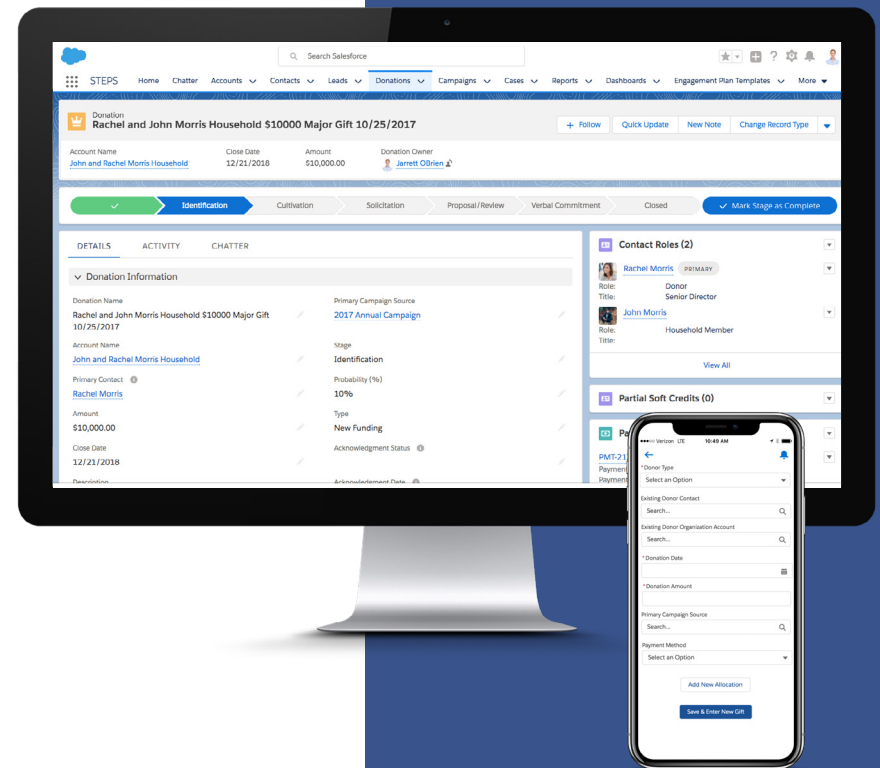 Search Salesforce
STEPS Home Chatter Accounts Contacts Leads Donations Campaigns Cases Reports Dashboards Engagement Plan Templates More
Donation
Rachel and John Morris Household $10000 Major Gift 10/25/2017
+ Follow Quick Update New Note Change Record Type
Account Name Close Date Amount Donation Owner
John and Rachel Morris Household 12/21/2018 $10,000.00 Jarrett OBrien
Identification Cultivation Solicitation Proposal/Review Verbal Commitment Closed Mark Stage as Complete
DETAILS ACTIVITY CHATTER
Donation Information
Donation Name
Rachel and John Morris Household $10000 Major Gift
10/25/2017
Primary Campaign Source
2017 Annual Campaign
Account Name
John and Rachel Morris Household
Stage
Identification
Primary Contact
Rachel Morris
Probability (%)
10%
Amount
$10,000.00
Type
New Funding
Close Date
12/21/2018
Acknowledgment Status
Description
Acknowledgment Date
Contact Roles (2)
Rachel Morris PRIMARY
Role: Donor
Title: Senior Director
John Morris
Role: Household Member
Title:
View All
Partial Soft Credits (0)
Pa
PMT-21
Payment
Payment
Verizon LTE 10:49 AM
*Donor Type
Select an Option
Existing Donor Contact
Search...
Existing Donor Organization Account
Search...
*Donation Date
*Donation Amount
Primary Campaign Source
Search...
Payment Method
Select an Option
Add New Allocation
Save & Enter New Gift